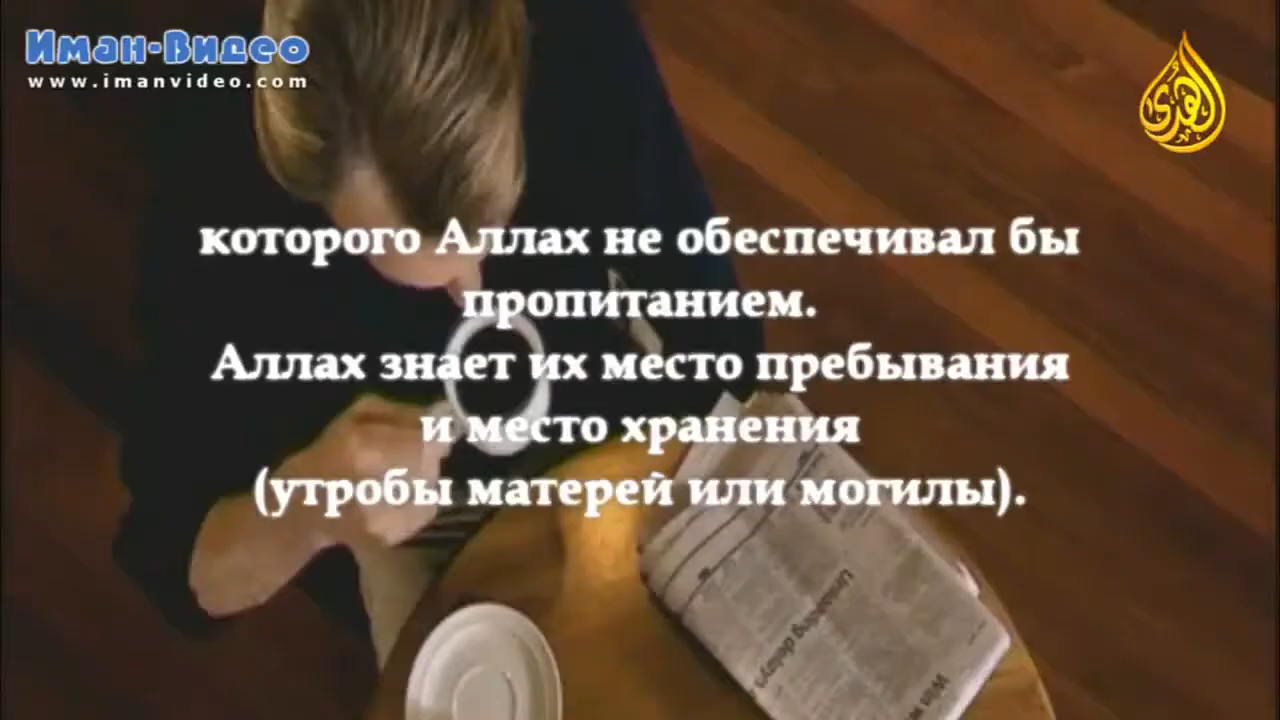 Иман-Видео
www.imanvideo.com
الهدى
которого Аллах не обеспечивал бы
пропитанием.
Аллах знает их место пребывания
и место хранения
(утробы матерей или могилы).